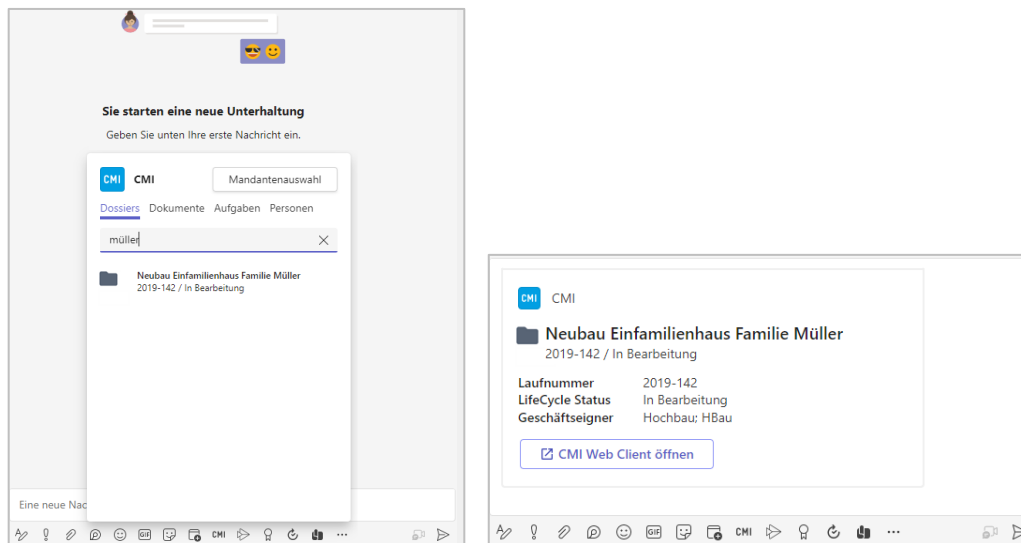 Sie starten eine neue Unterhaltung
Geben Sie unten Ihre erste Nachricht ein.
CMI CMI Mandantenauswahl
Dossiers Dokumente Aufgaben Personen
müller
Neubau Einfamilienhaus Familie Müller
2019-142 / In Bearbeitung
Eine neue Nac
GIF CMI
CMI CMI
Neubau Einfamilienhaus Familie Müller
2019-142 / In Bearbeitung
Laufnummer 2019-142
LifeCycle Status In Bearbeitung
Geschäftseigner Hochbau; HBau
CMI Web Client öffnen
GIF CMI